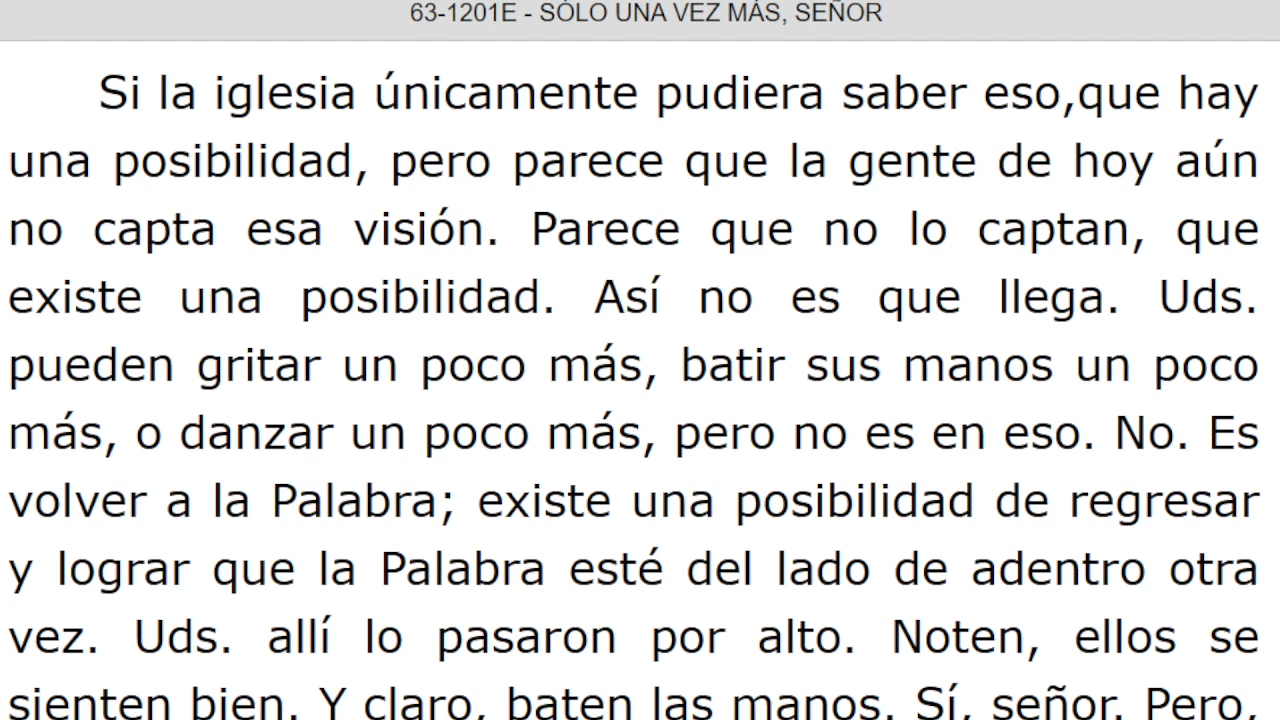 63-1201E - SÓLO UNA VEZ MÁS, SEÑOR
Si la iglesia únicamente pudiera saber eso,que hay
una posibilidad, pero parece que la gente de hoy aún
no capta esa visión. Parece que no lo captan, que
existe una posibilidad. Así no es que llega. Uds.
pueden gritar un poco más, batir sus manos un poco
más, o danzar un poco más, pero no es en eso. No. Es
volver a la Palabra; existe una posibilidad de regresar
y lograr que la Palabra esté del lado de adentro otra
vez. Uds. allí lo pasaron por alto. Noten, ellos se
sienten bien. Y claro, baten las manos. Sí, señor. Pero,